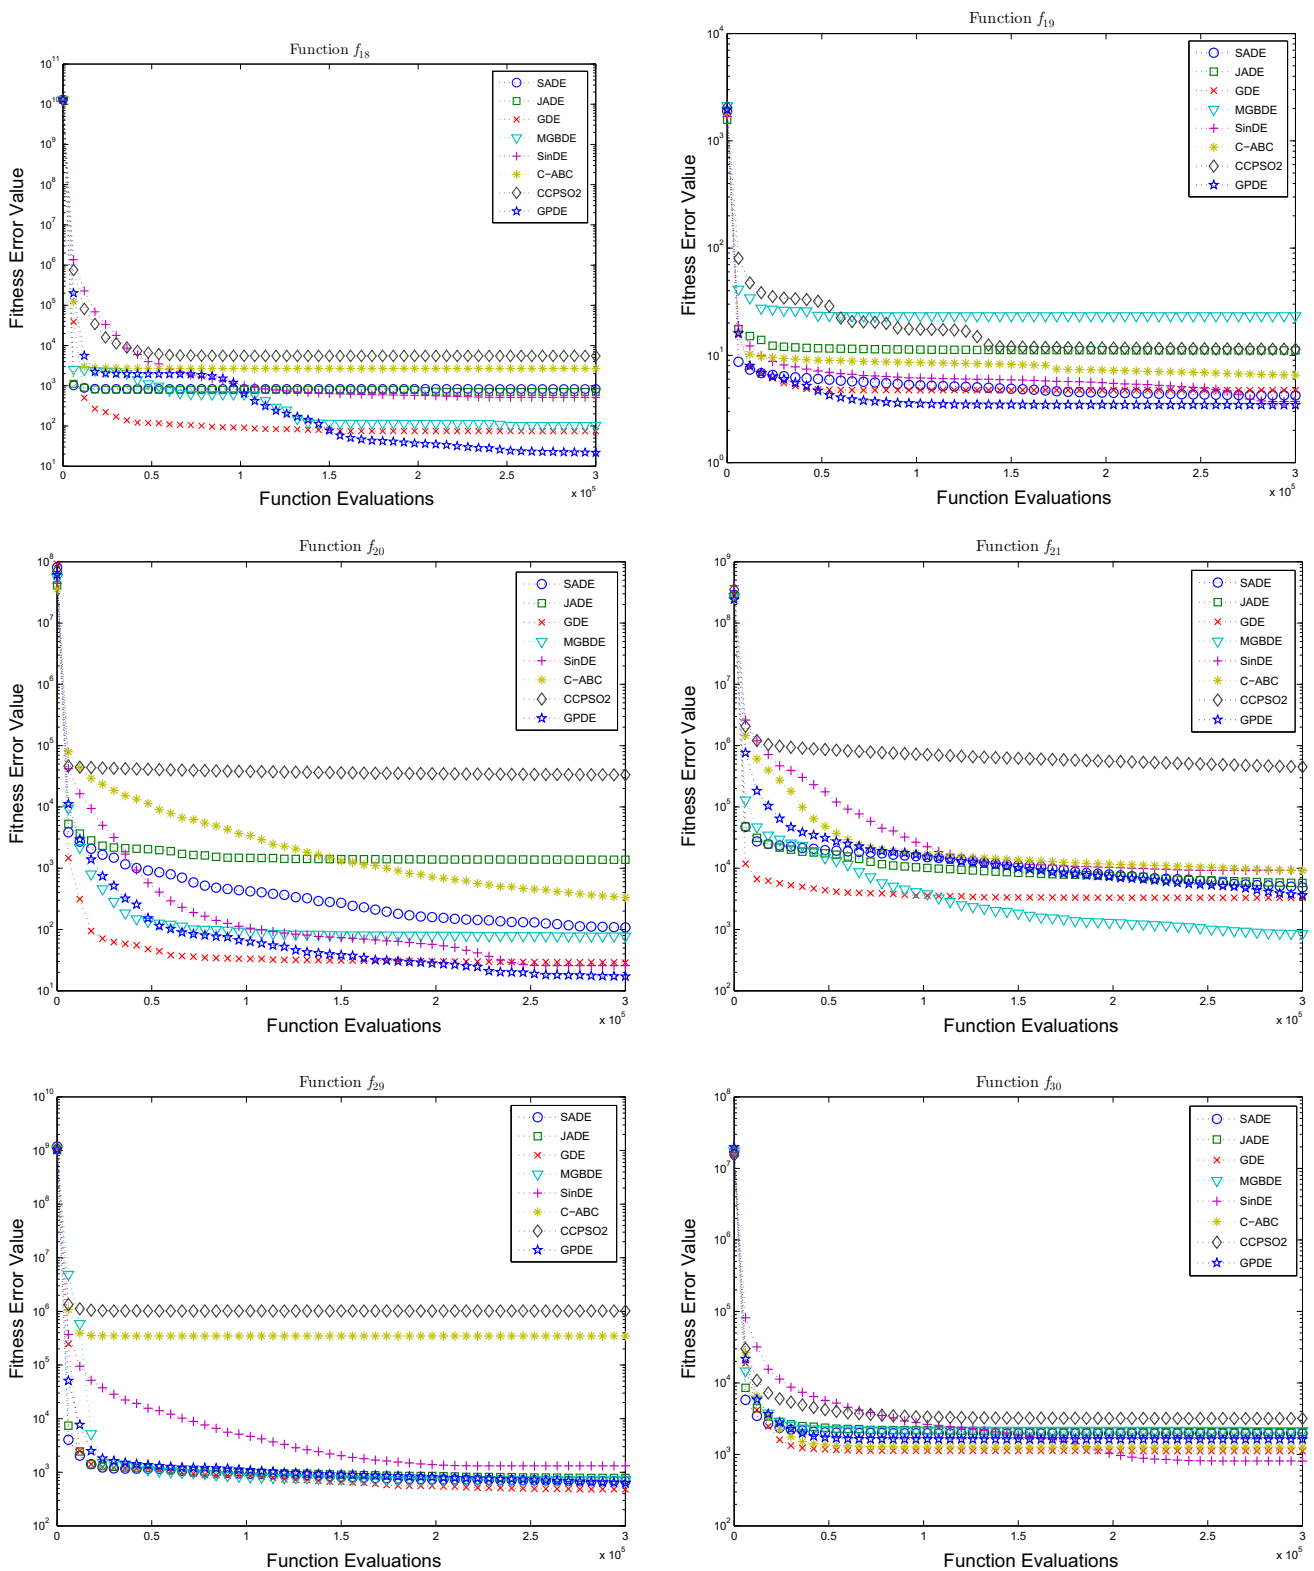 Function f18
10^11
10^10
10^9
10^8
10^7
10^6
10^5
10^4
10^3
10^2
10^1
Fitness Error Value
0 0.5 1 1.5 2 2.5 3
x 10^5
Function Evaluations
SADE
JADE
GDE
MGBDE
SinDE
C−ABC
CCPSO2
GPDE
Function f19
10^4
10^3
10^2
10^1
10^0
Fitness Error Value
0 0.5 1 1.5 2 2.5 3
x 10^5
Function Evaluations
SADE
JADE
GDE
MGBDE
SinDE
C−ABC
CCPSO2
GPDE
Function f20
10^8
10^7
10^6
10^5
10^4
10^3
10^2
10^1
Fitness Error Value
0 0.5 1 1.5 2 2.5 3
x 10^5
Function Evaluations
SADE
JADE
GDE
MGBDE
SinDE
C−ABC
CCPSO2
GPDE
Function f21
10^9
10^8
10^7
10^6
10^5
10^4
10^3
10^2
Fitness Error Value
0 0.5 1 1.5 2 2.5 3
x 10^5
Function Evaluations
SADE
JADE
GDE
MGBDE
SinDE
C−ABC
CCPSO2
GPDE
Function f29
10^10
10^9
10^8
10^7
10^6
10^5
10^4
10^3
10^2
Fitness Error Value
0 0.5 1 1.5 2 2.5 3
x 10^5
Function Evaluations
SADE
JADE
GDE
MGBDE
SinDE
C−ABC
CCPSO2
GPDE
Function f30
10^8
10^7
10^6
10^5
10^4
10^3
10^2
Fitness Error Value
0 0.5 1 1.5 2 2.5 3
x 10^5
Function Evaluations
SADE
JADE
GDE
MGBDE
SinDE
C−ABC
CCPSO2
GPDE